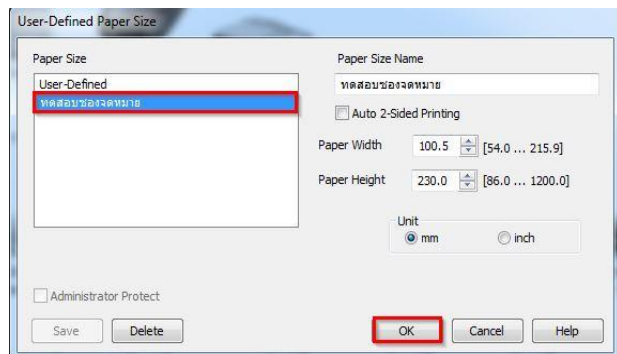 User-Defined Paper Size
Paper Size
User-Defined
ทดสอบซองจดหมาย
Paper Size Name
ทดสอบซองจดหมาย
Auto 2-Sided Printing
Paper Width 100.5 [54.0 ... 215.9]
Paper Height 230.0 [86.0 ... 1200.0]
Unit
mm inch
Administrator Protect
Save Delete OK Cancel Help